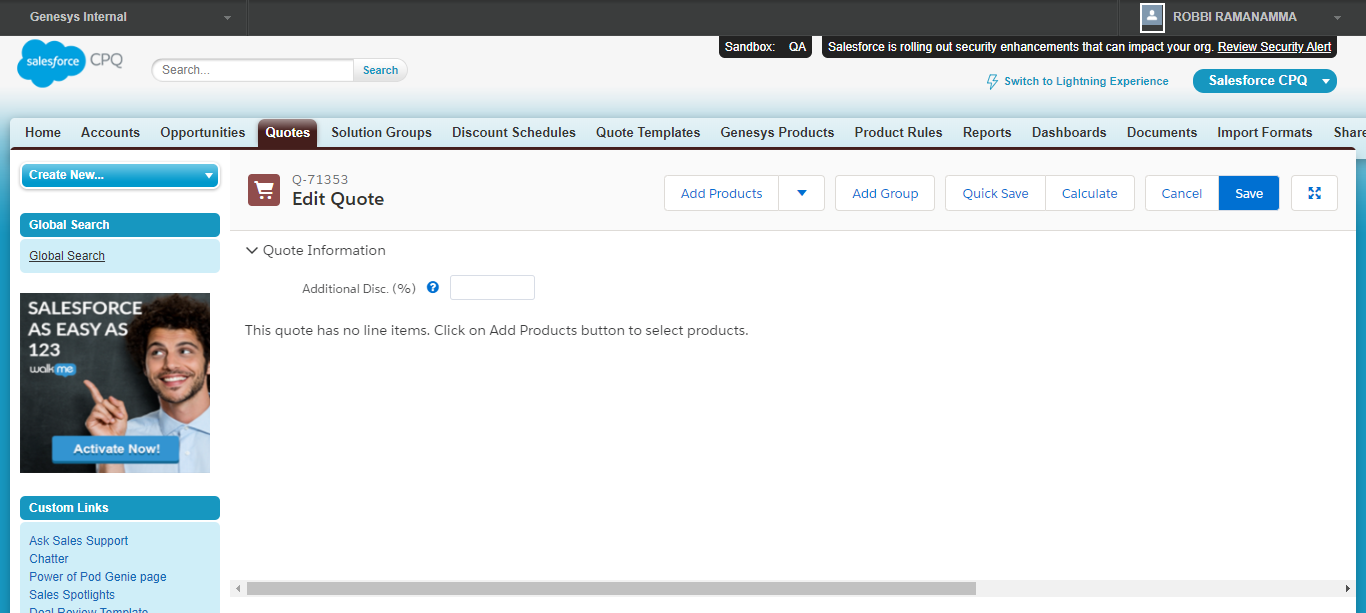 Genesys Internal
ROBBI RAMANAMMA
salesforce CPQ
Search...
Search
Sandbox: QA
Salesforce is rolling out security enhancements that can impact your org. Review Security Alert
Switch to Lightning Experience
Salesforce CPQ
Home Accounts Opportunities Quotes Solution Groups Discount Schedules Quote Templates Genesys Products Product Rules Reports Dashboards Documents Import Formats Share
Create New...
Global Search
Global Search
SALESFORCE
AS EASY AS
123
walkme
Activate Now!
Custom Links
Ask Sales Support
Chatter
Power of Pod Genie page
Sales Spotlights
Deal Review Template
Q-71353
Edit Quote
Add Products
Add Group
Quick Save
Calculate
Cancel
Save
Quote Information
Additional Disc. (%) ?
This quote has no line items. Click on Add Products button to select products.